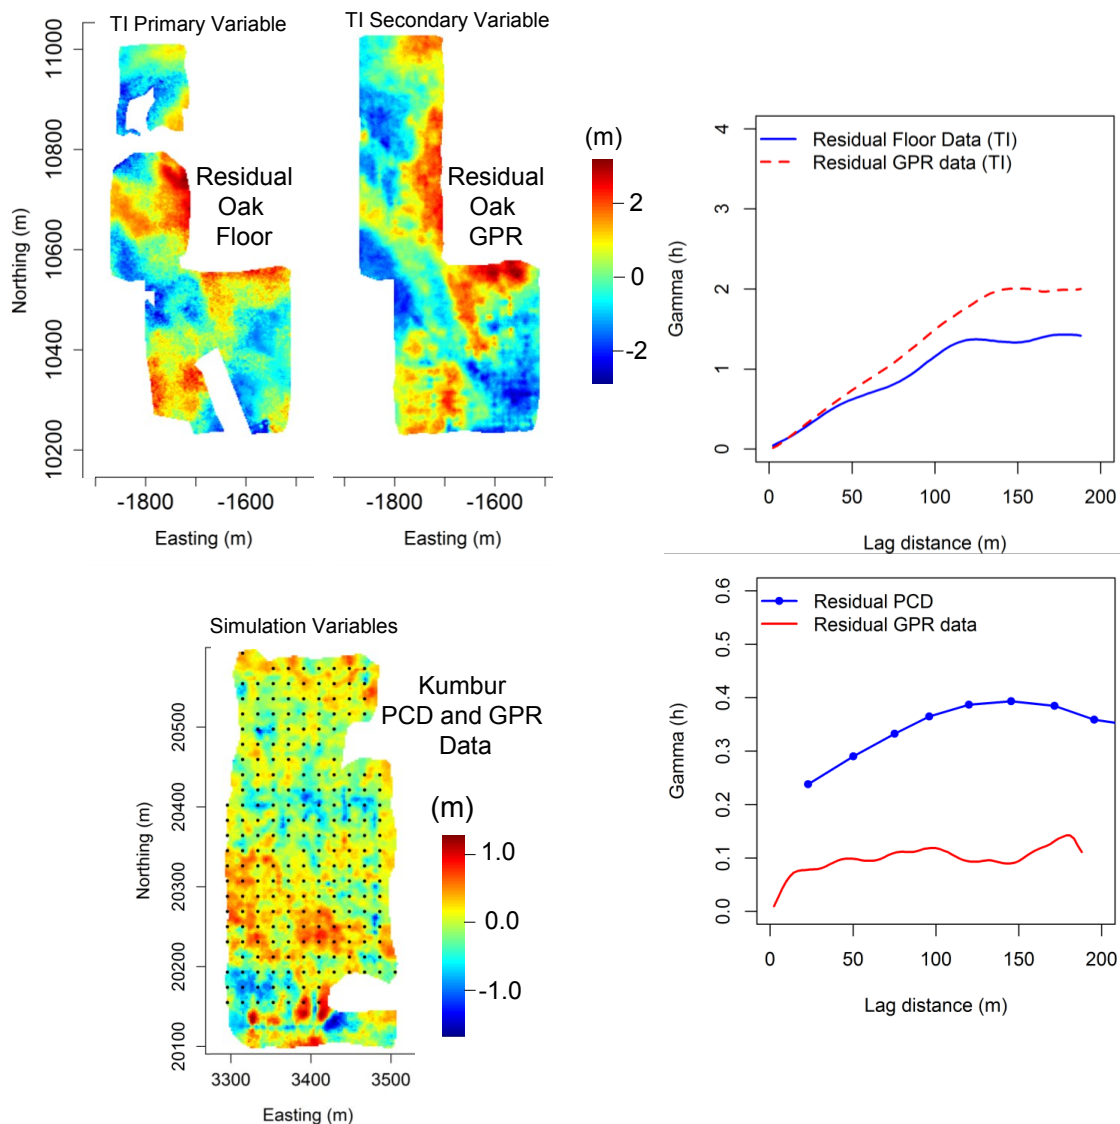 TI Primary Variable
TI Secondary Variable
11000
10800
10600
10400
10200
Northing (m)
Residual
Oak
Floor
Residual
Oak
GPR
-1800
-1600
Easting (m)
-1800
-1600
Easting (m)
(m)
2
0
-2
4
3
2
1
0
Gamma (h)
Residual Floor Data (TI)
Residual GPR data (TI)
0
50
100
150
200
Lag distance (m)
Simulation Variables
Kumbur
PCD and GPR
Data
20500
20400
20300
20200
20100
Northing (m)
3300
3400
3500
Easting (m)
(m)
1.0
0.0
-1.0
0.6
0.5
0.4
0.3
0.2
0.1
0.0
Gamma (h)
Residual PCD
Residual GPR data
0
50
100
150
200
Lag distance (m)